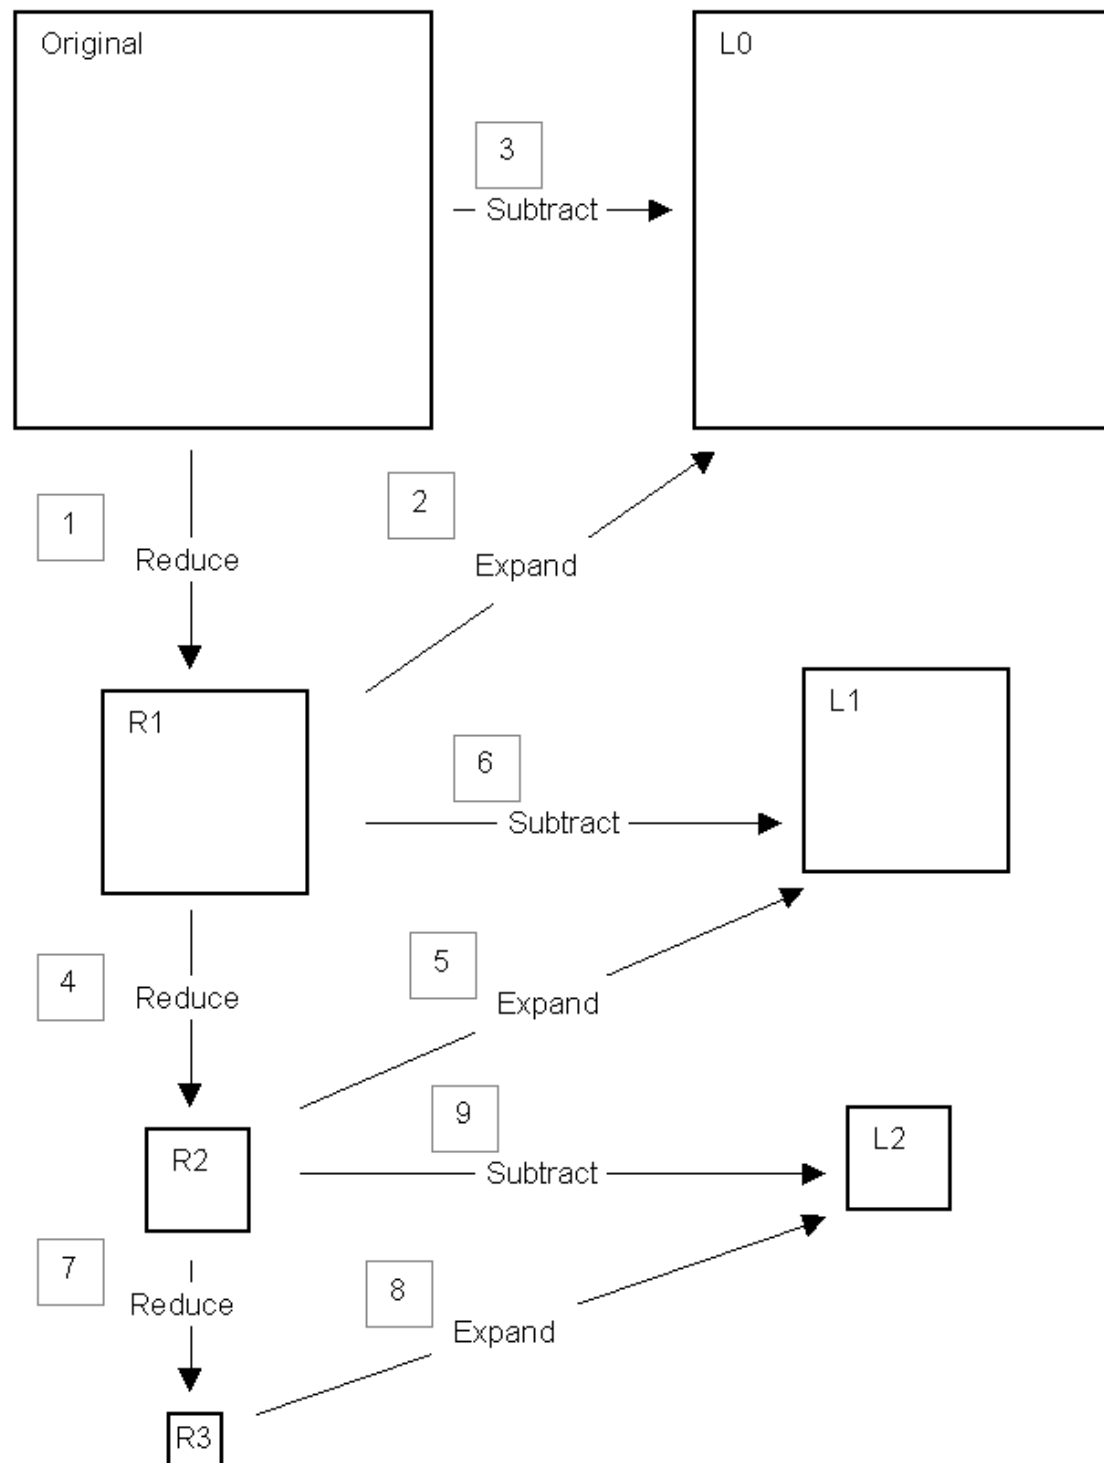 Original
L0
3
Subtract
1
2
Reduce
Expand
R1
L1
6
Subtract
4
5
Reduce
Expand
R2
9
L2
Subtract
7
8
Reduce
Expand
R3